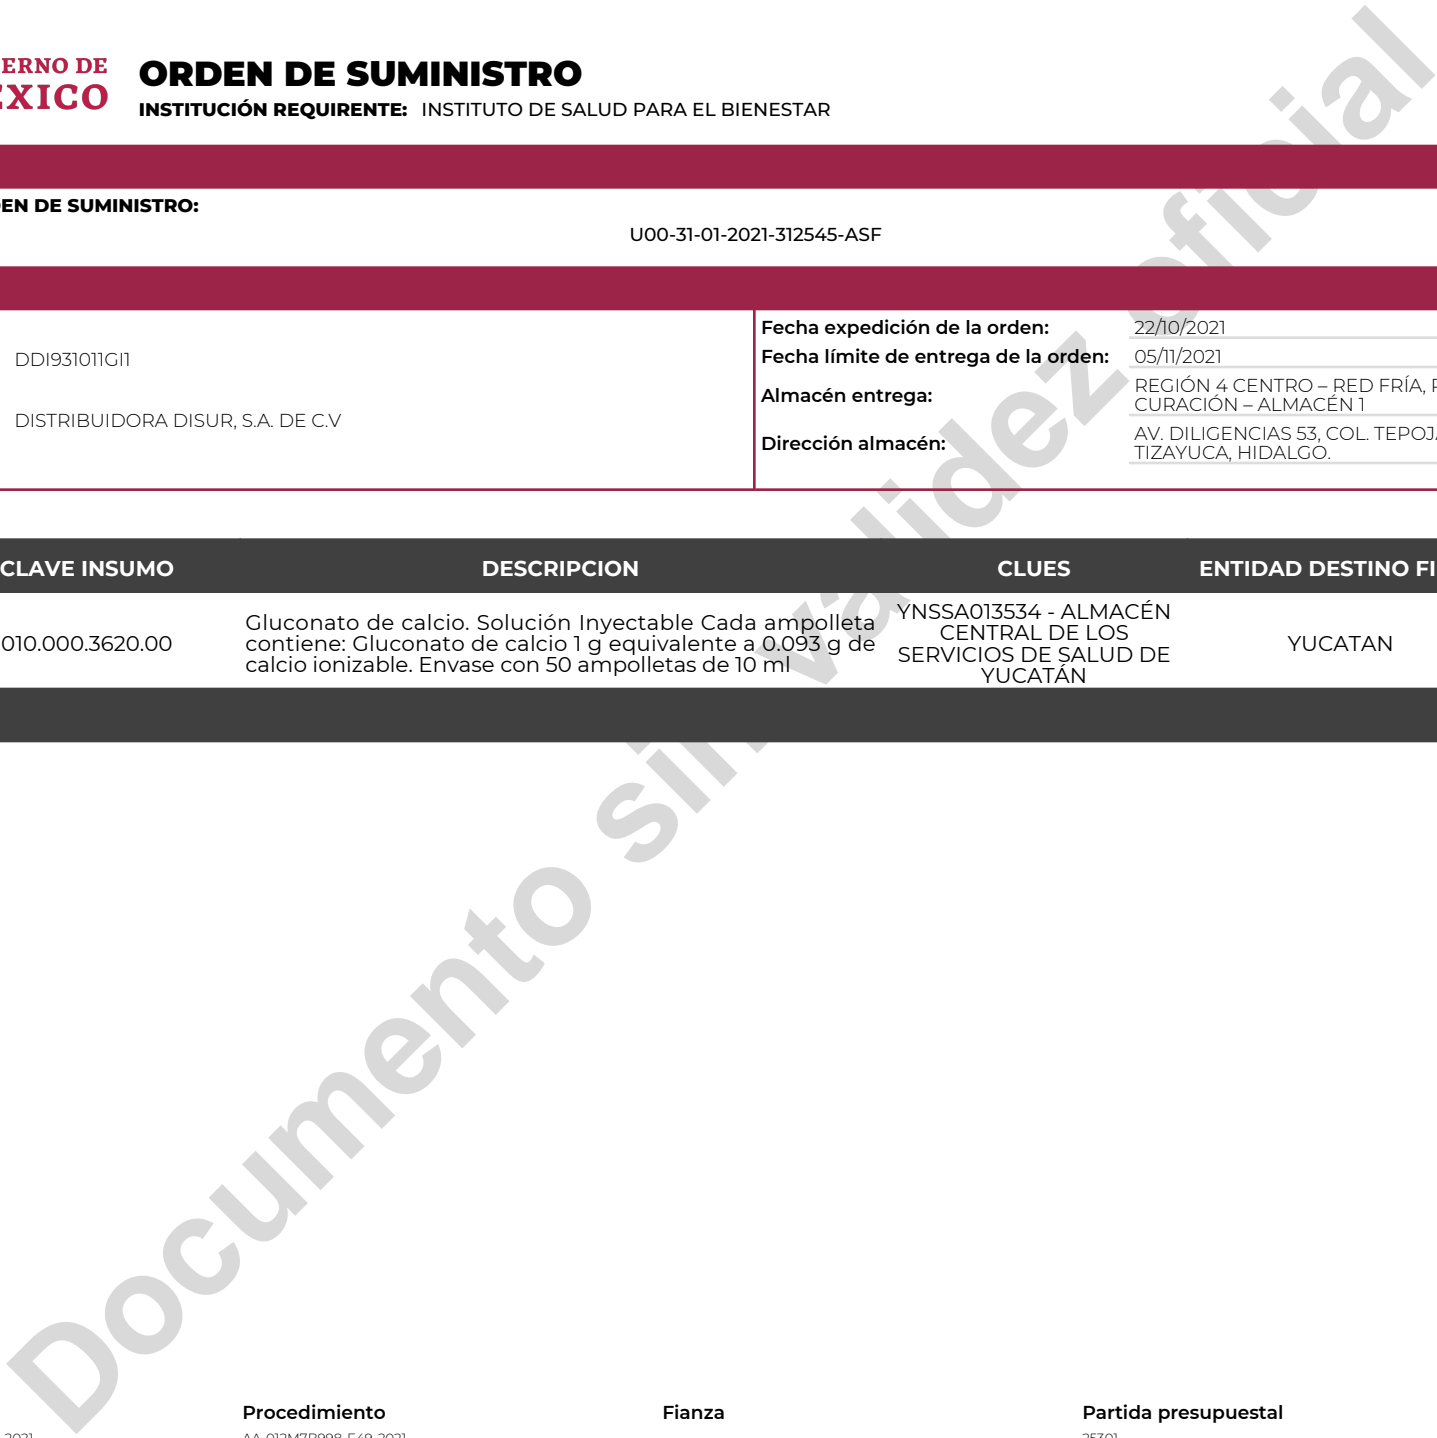 ERNO DE
EXICO
ORDEN DE SUMINISTRO
INSTITUCIÓN REQUIRENTE: INSTITUTO DE SALUD PARA EL BIENESTAR
EN DE SUMINISTRO:
U00-31-01-2021-312545-ASF
DDI931011GI1
DISTRIBUIDORA DISUR, S.A. DE C.V
Fecha expedición de la orden: 22/10/2021
Fecha límite de entrega de la orden: 05/11/2021
Almacén entrega: REGIÓN 4 CENTRO – RED FRÍA,
CURACIÓN – ALMACÉN 1
Dirección almacén: AV. DILIGENCIAS 53, COL. TEPOJA
TIZAYUCA, HIDALGO.
CLAVE INSUMO DESCRIPCION CLUES ENTIDAD DESTINO FI
010.000.3620.00
Gluconato de calcio. Solución Inyectable Cada ampolleta
contiene: Gluconato de calcio 1 g equivalente a 0.093 g de
calcio ionizable. Envase con 50 ampolletas de 10 ml
YNSSA013534 - ALMACÉN
CENTRAL DE LOS
SERVICIOS DE SALUD DE
YUCATÁN
YUCATAN
Documento sin validez oficial
Procedimiento Fianza Partida presupuestal